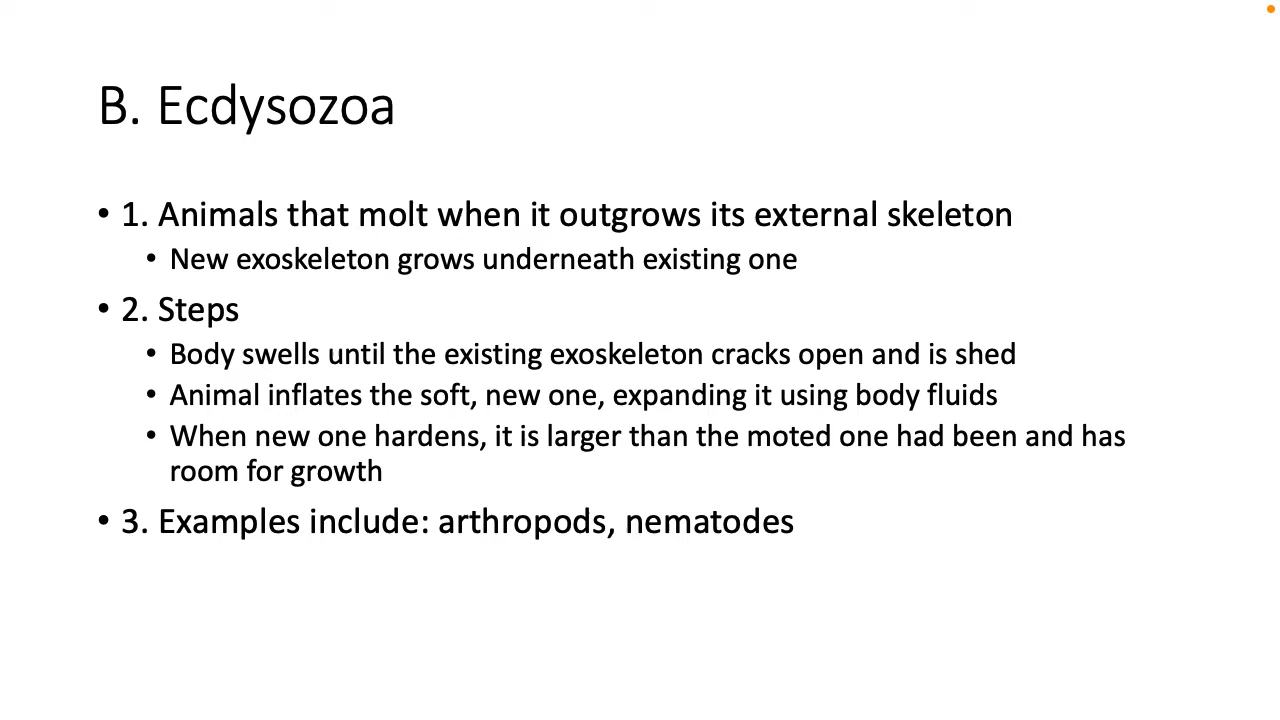 B. Ecdysozoa
• 1. Animals that molt when it outgrows its external skeleton
• New exoskeleton grows underneath existing one
• 2. Steps
• Body swells until the existing exoskeleton cracks open and is shed
• Animal inflates the soft, new one, expanding it using body fluids
• When new one hardens, it is larger than the moted one had been and has
room for growth
• 3. Examples include: arthropods, nematodes